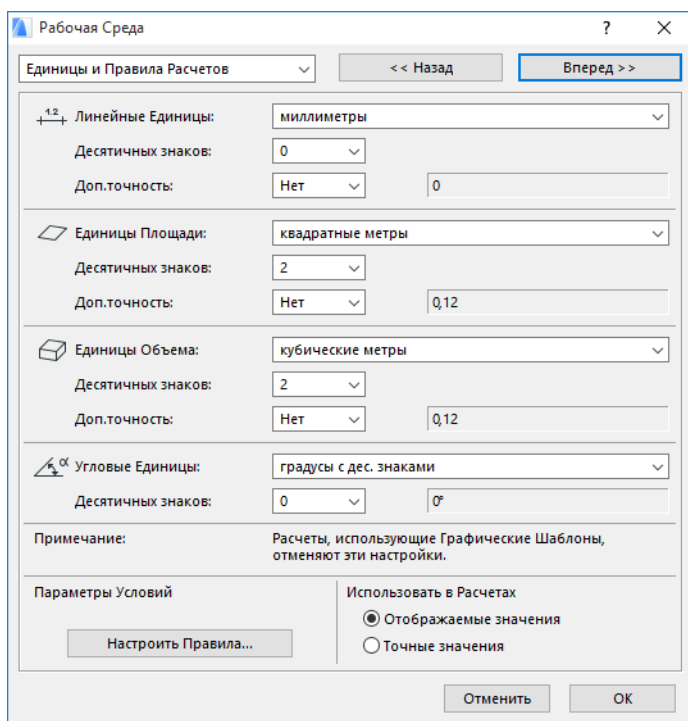 Рабочая Среда ? ×
Единицы и Правила Расчетов << Назад Вперед >>
1.2 Линейные Единицы: миллиметры
Десятичных знаков: 0
Доп.точность: Нет 0
Единицы Площади: квадратные метры
Десятичных знаков: 2
Доп.точность: Нет 0,12
Единицы Объема: кубические метры
Десятичных знаков: 2
Доп.точность: Нет 0,12
α Угловые Единицы: градусы с дес. знаками
Десятичных знаков: 0 0°
Примечание: Расчеты, использующие Графические Шаблоны,
отменяют эти настройки.
Параметры Условий
Настроить Правила...
Использовать в Расчетах
Отображаемые значения
Точные значения
Отменить OK